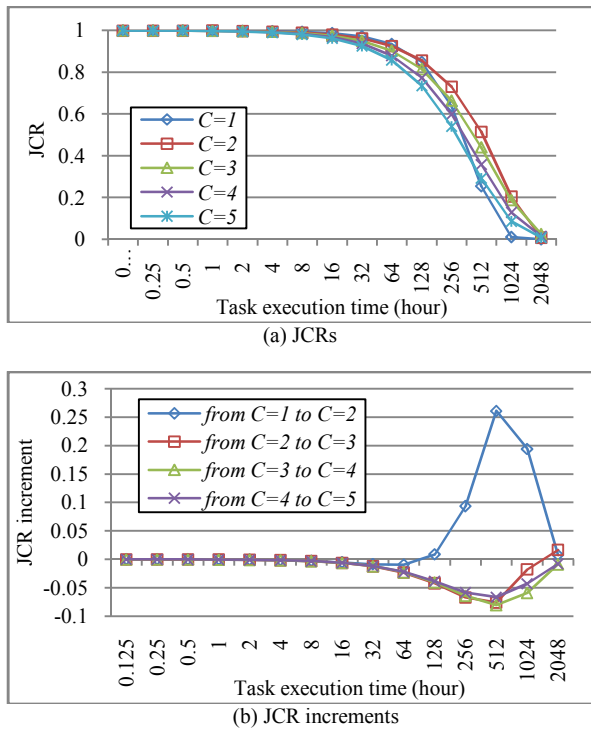 1
0.8
0.6
0.4
0.2
0
JCR
C=1
C=2
C=3
C=4
C=5
0… 0.25 0.5 1 2 4 8 16 32 64 128 256 512 1024 2048
Task execution time (hour)
(a) JCRs
0.3
0.25
0.2
0.15
0.1
0.05
0
-0.05
-0.1
JCR increment
from C=1 to C=2
from C=2 to C=3
from C=3 to C=4
from C=4 to C=5
0.125 0.25 0.5 1 2 4 8 16 32 64 128 256 512 1024 2048
Task execution time (hour)
(b) JCR increments